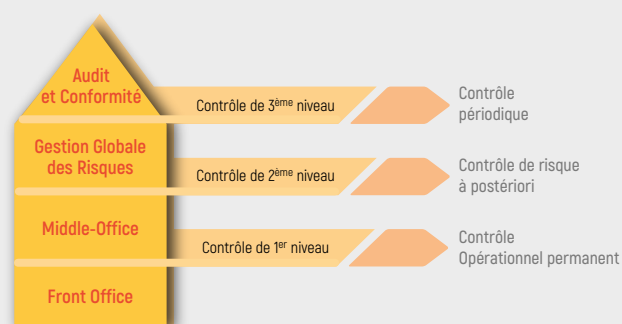 Audit
et Conformité
Contrôle de 3ème niveau
Contrôle
périodique
Gestion Globale
des Risques
Contrôle de 2ème niveau
Contrôle de risque
à postériori
Middle-Office
Contrôle de 1er niveau
Contrôle
Opérationnel permanent
Front Office